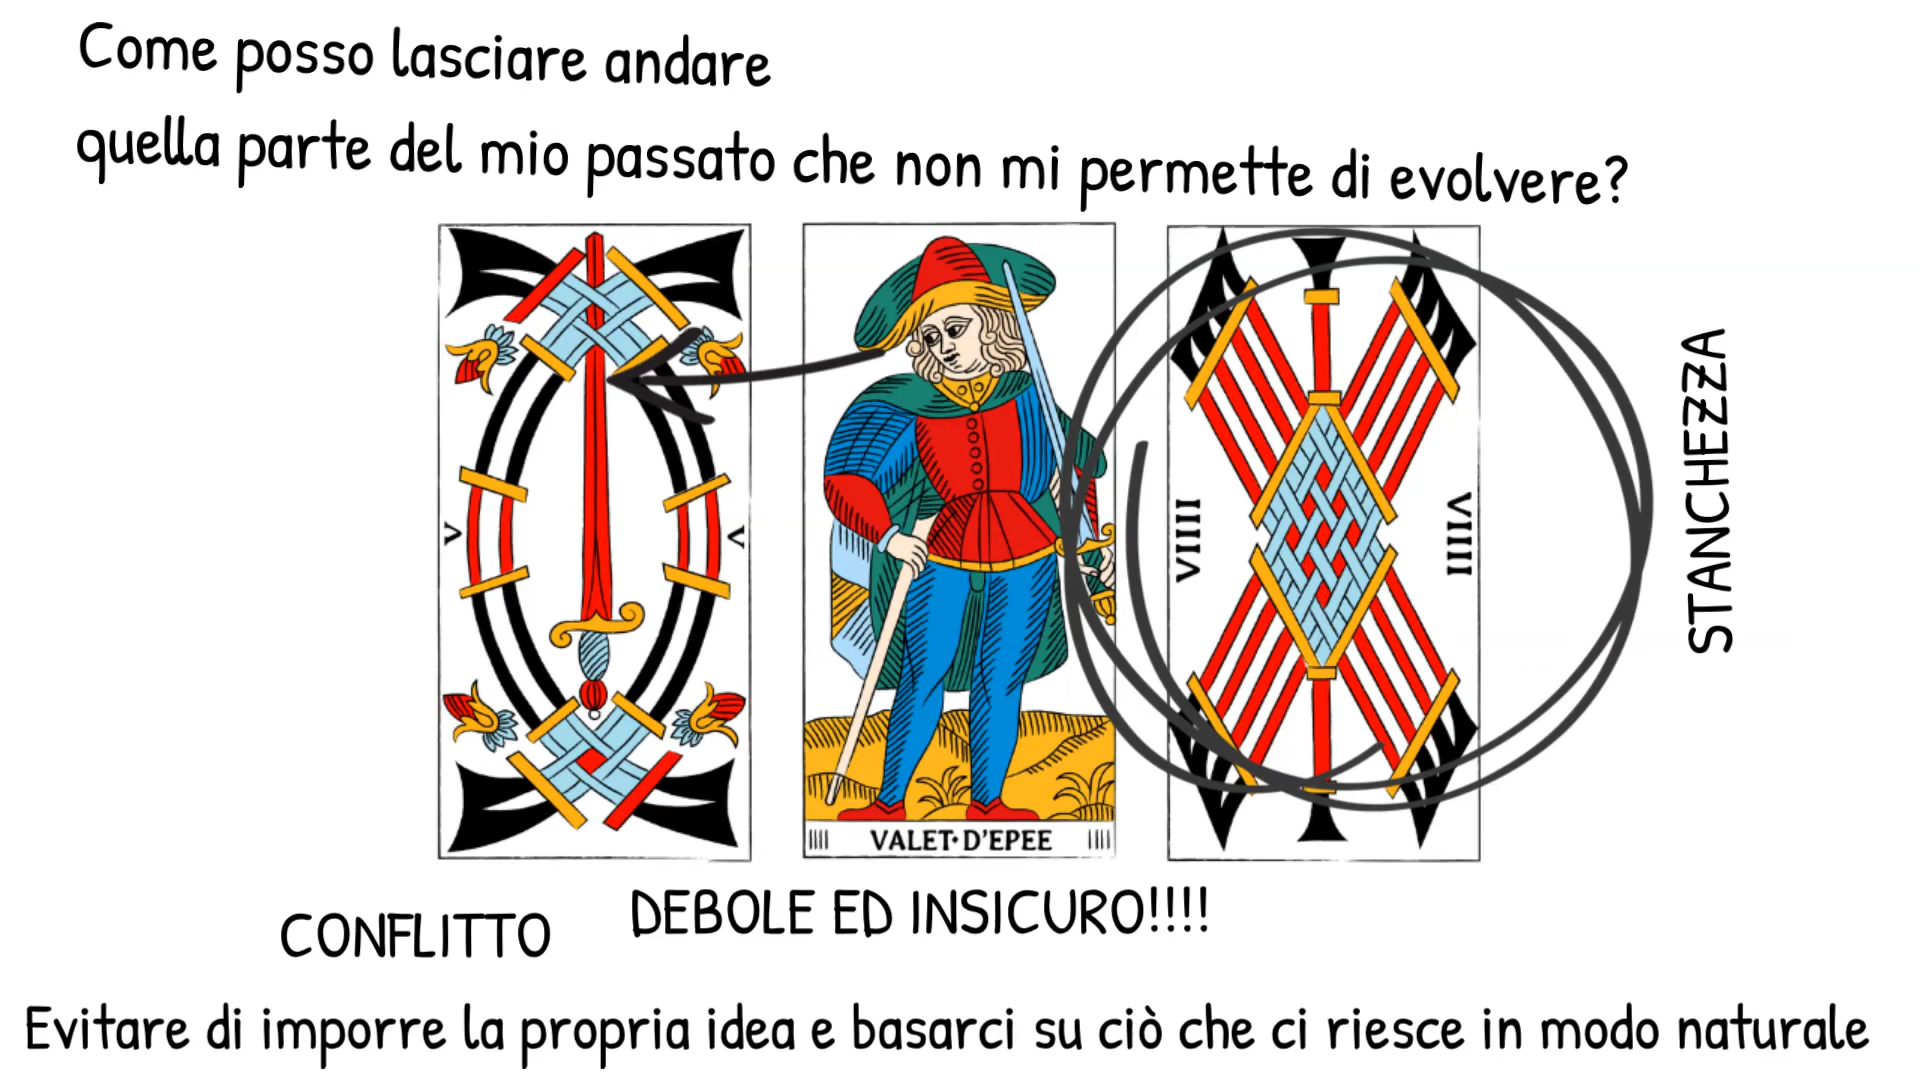 Come posso lasciare andare
quella parte del mio passato che non mi permette di evolvere?
V
V
VIIII
VIIII
STANCHEZZA
IIII VALET•D'EPEE IIII
CONFLITTO
DEBOLE ED INSICURO!!!!
Evitare di imporre la propria idea e basarci su ciò che ci riesce in modo naturale